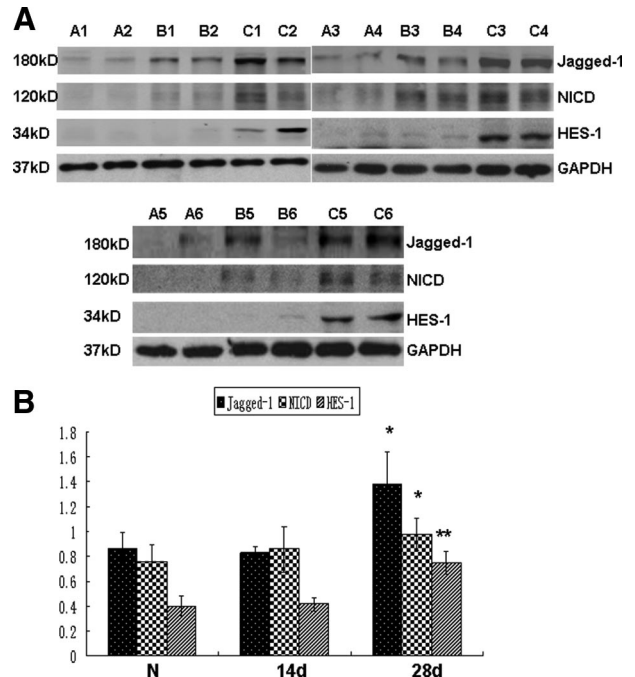 A
A1 A2 B1 B2 C1 C2 A3 A4 B3 B4 C3 C4
180kD Jagged-1
120kD NICD
34kD HES-1
37kD GAPDH
A5 A6 B5 B6 C5 C6
180kD Jagged-1
120kD NICD
34kD HES-1
37kD GAPDH
B
Jagged-1 NICD HES-1
1.8
1.6
1.4
1.2
1
0.8
0.6
0.4
0.2
0
*
*
**
N 14d 28d